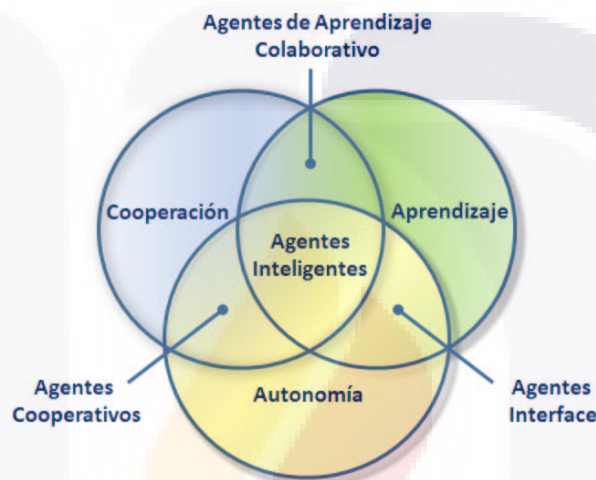 Agentes de Aprendizaje
Colaborativo
Cooperación
Aprendizaje
Agentes
Inteligentes
Agentes
Cooperativos
Autonomía
Agentes
Interface